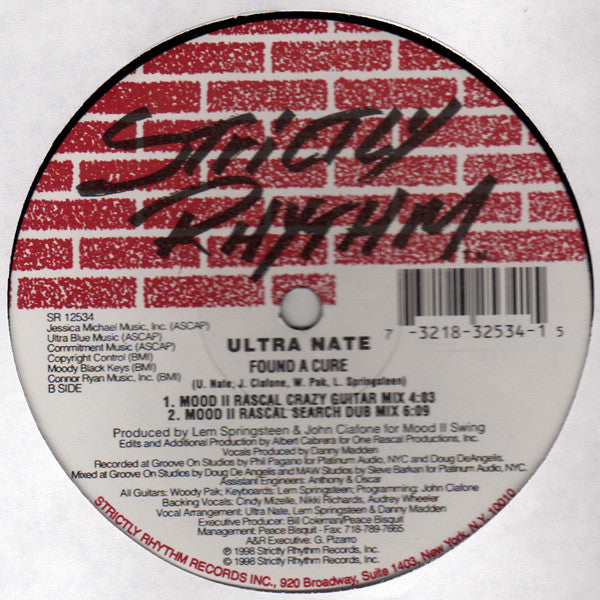 STRICTLY
RHYTHM TM
SR 12534
Jessica Michael Music, Inc. (ASCAP)
Ultra Blue Music (ASCAP)
Commitment Music (ASCAP)
Copyright Control (BMI)
Moody Black Keys (BMI)
Connor Ryan Music, Inc. (BMI)
B SIDE
7 -3218-32534-1 5
ULTRA NATE
FOUND A CURE
(U. Nate, J. Ciafone, W. Pak, L. Springsteen)
1. MOOD II RASCAL CRAZY GUITAR MIX 4:03
2. MOOD II RASCAL SEARCH DUB MIX 6:09
Produced by Lem Springsteen & John Ciafone for Mood II Swing
Edits and Additional Production by Albert Cabrera for One Rascal Productions, Inc.
Vocals Produced by Danny Madden
Recorded at Groove On Studios by Phil Pagano for Platinum Audio, NYC and Doug DeAngelis.
Mixed at Groove On Studios by Doug De Angelis and MAW Studios by Steve Barkan for Platinum Audio, NYC.
Assistant Engineers: Anthony & Oscar
All Guitars: Woody Pak; Keyboards: Lem Springsteen; Programming: John Ciafone
Backing Vocals: Cindy Mizelle, Nikki Richards, Audrey Wheeler
Vocal Arrangement: Ultra Nate, Lem Springsteen & Danny Madden
Executive Producer: Bill Coleman/Peace Bisquit
Management: Peace Bisquit - Fax: 718-789-7665
A&R Executive: G. Pizarro
℗ 1998 Strictly Rhythm Records, Inc.
© 1998 Strictly Rhythm Records, Inc.
STRICTLY RHYTHM RECORDS INC., 920 Broadway, Suite 1403, New York, N.Y. 10010